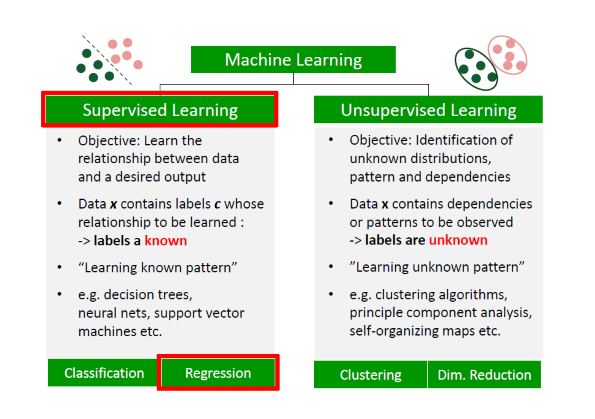 Machine Learning
Supervised Learning
• Objective: Learn the
relationship between data
and a desired output
• Data x contains labels c whose
relationship to be learned :
-> labels a known
• “Learning known pattern”
• e.g. decision trees,
neural nets, support vector
machines etc.
Classification
Regression
Unsupervised Learning
• Objective: Identification of
unknown distributions,
pattern and dependencies
• Data x contains dependencies
or patterns to be observed
-> labels are unknown
• ”Learning unknown pattern”
• e.g. clustering algorithms,
principle component analysis,
self-organizing maps etc.
Clustering
Dim. Reduction